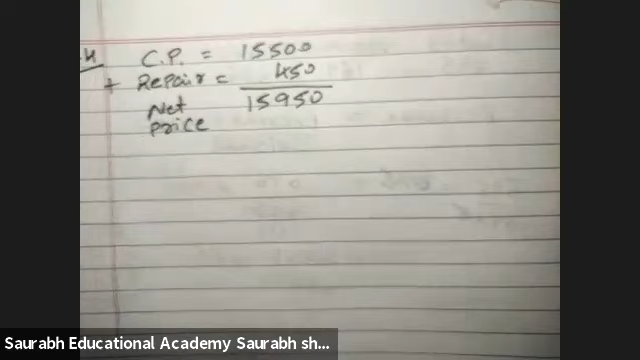 4 C.P. = 15500
+ Repair = 450
Net 15950
price
Saurabh Educational Academy Saurabh sh...